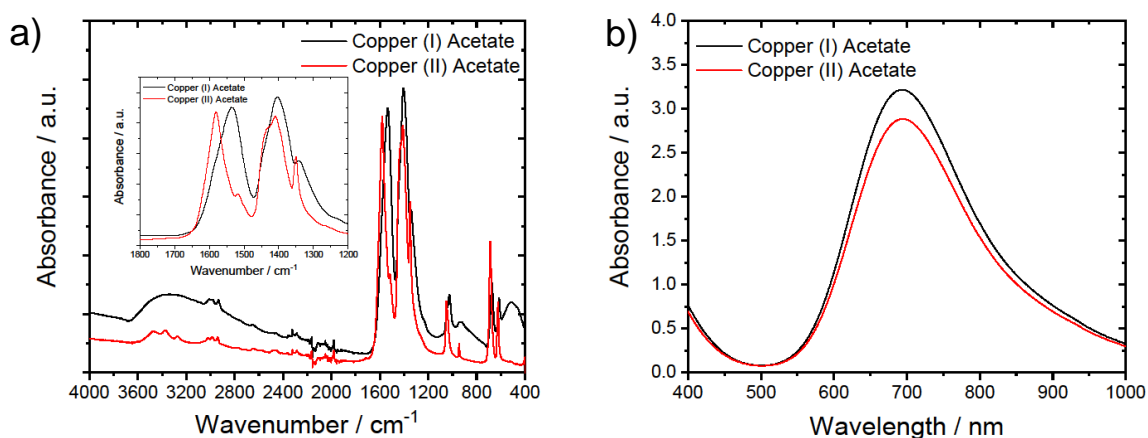 a)
Copper (I) Acetate
Copper (II) Acetate
Absorbance / a.u.
Copper (I) Acetate
Copper (II) Acetate
Absorbance / a.u.
1800 1700 1600 1500 1400 1300 1200
Wavenumber / cm-1
4000 3600 3200 2800 2400 2000 1600 1200 800 400
Wavenumber / cm-1
b)
Copper (I) Acetate
Copper (II) Acetate
Absorbance / a.u.
4.0
3.5
3.0
2.5
2.0
1.5
1.0
0.5
0.0
400 500 600 700 800 900 1000
Wavelength / nm